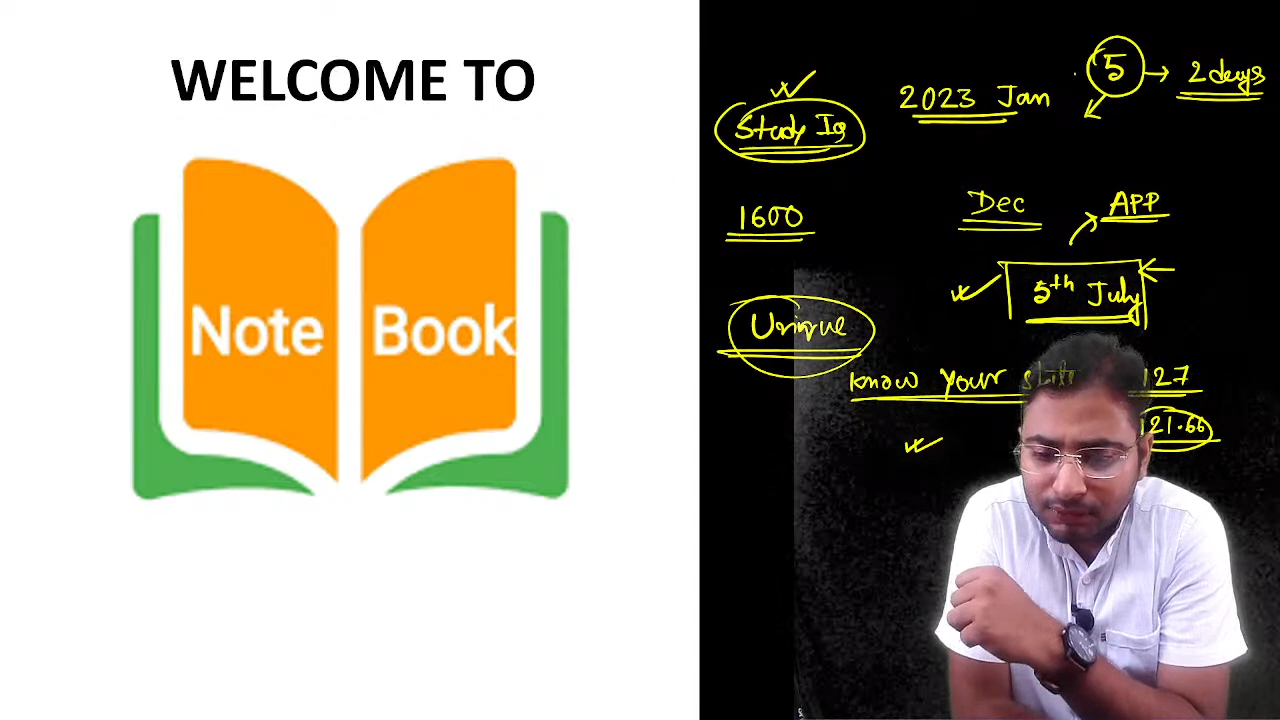 WELCOME TO
Note Book
5 → 2 days
2023 Jan
Study IQ
1600
Dec
APP
5th July
Unique
Know your 127
121.66